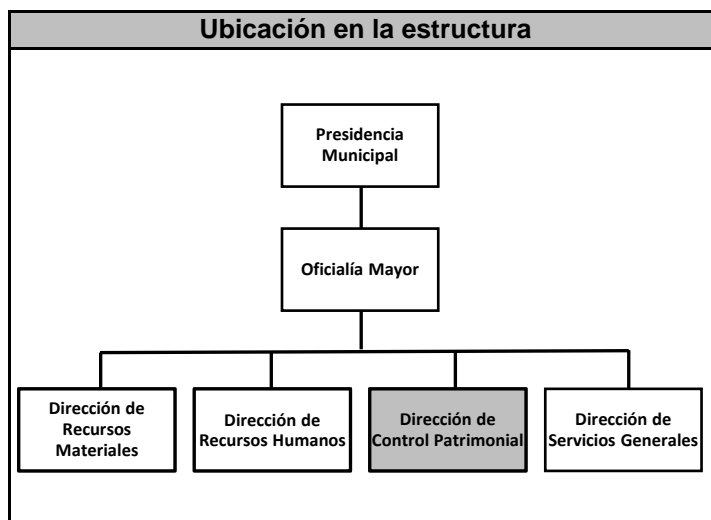 Ubicación en la estructura
Presidencia
Municipal
Oficialía Mayor
Dirección de
Recursos
Materiales
Dirección de
Recursos Humanos
Dirección de
Control Patrimonial
Dirección de
Servicios Generales